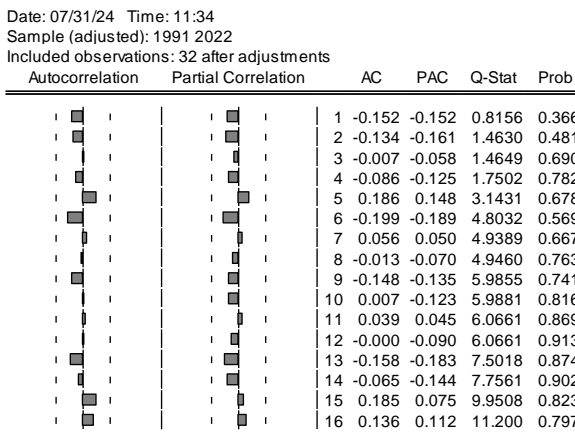 Date: 07/31/24 Time: 11:34
Sample (adjusted): 1991 2022
Included observations: 32 after adjustments
Autocorrelation Partial Correlation AC PAC Q-Stat Prob
1 -0.152 -0.152 0.8156 0.366
2 -0.134 -0.161 1.4630 0.481
3 -0.007 -0.058 1.4649 0.690
4 -0.086 -0.125 1.7502 0.782
5 0.186 0.148 3.1431 0.678
6 -0.199 -0.189 4.8032 0.569
7 0.056 0.050 4.9389 0.667
8 -0.013 -0.070 4.9460 0.763
9 -0.148 -0.135 5.9855 0.741
10 0.007 -0.123 5.9881 0.816
11 0.039 0.045 6.0661 0.869
12 -0.000 -0.090 6.0661 0.913
13 -0.158 -0.183 7.5018 0.874
14 -0.065 -0.144 7.7561 0.902
15 0.185 0.075 9.9508 0.823
16 0.136 0.112 11.200 0.797